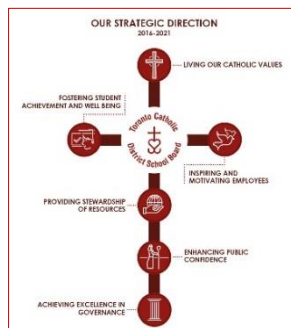 OUR STRATEGIC DIRECTION
2016-2021
LIVING OUR CATHOLIC VALUES
FOSTERING STUDENT
ACHIEVEMENT AND WELL BEING
Toronto Catholic
District School Board
INSPIRING AND
MOTIVATING EMPLOYEES
PROVIDING STEWARDSHIP
OF RESOURCES
ENHANCING PUBLIC
CONFIDENCE
ACHIEVING EXCELLENCE IN
GOVERNANCE